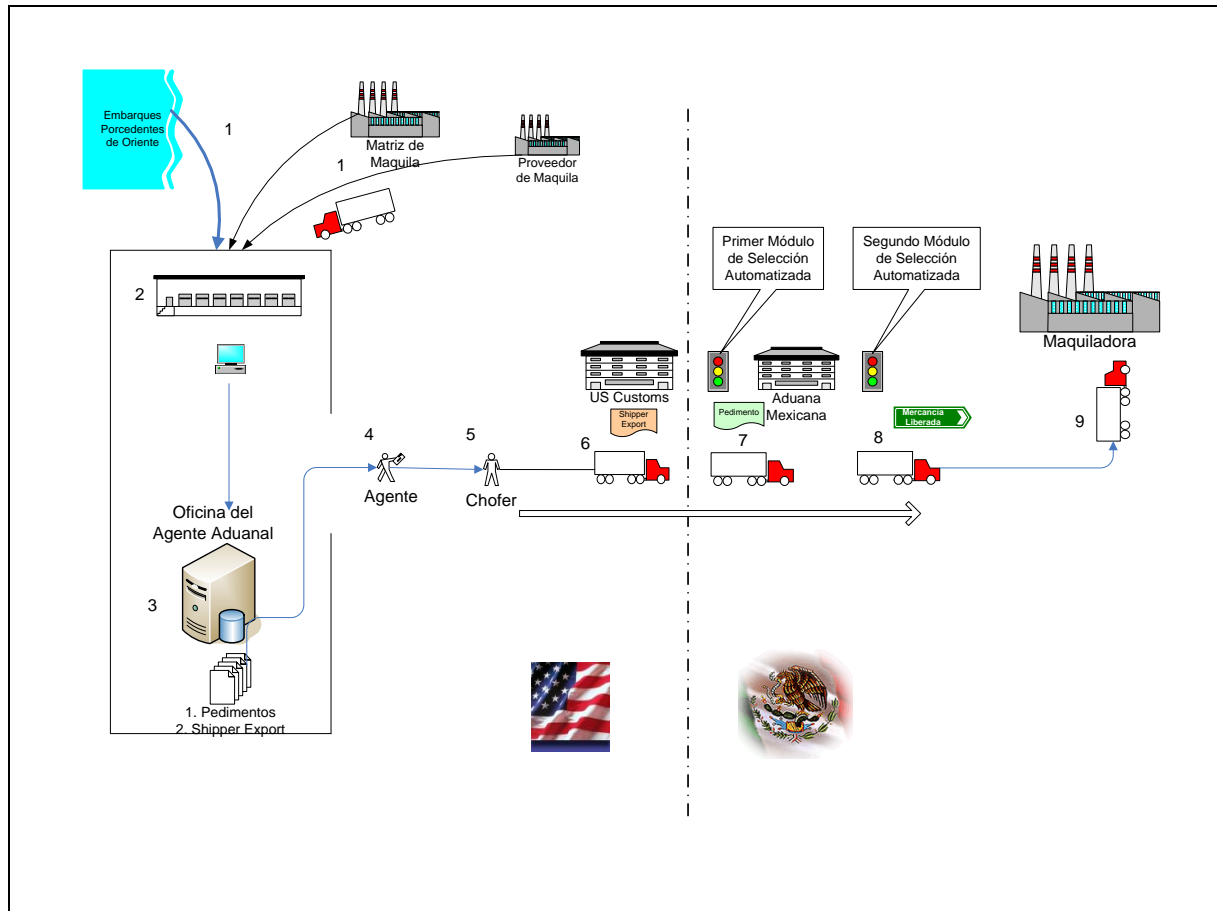 Embarques
Porcedentes
de Oriente
1
Matriz de
Maquila
1
Proveedor
de Maquila
2
Primer Módulo
de Selección
Automatizada
Segundo Módulo
de Selección
Automatizada
Maquiladora
US Customs
Aduana
Mexicana
Shipper
Export
Pedimento
Mercancia
Liberada
4
5
6
7
8
9
Agente
Chofer
Oficina del
Agente Aduanal
3
1. Pedimentos
2. Shipper Export